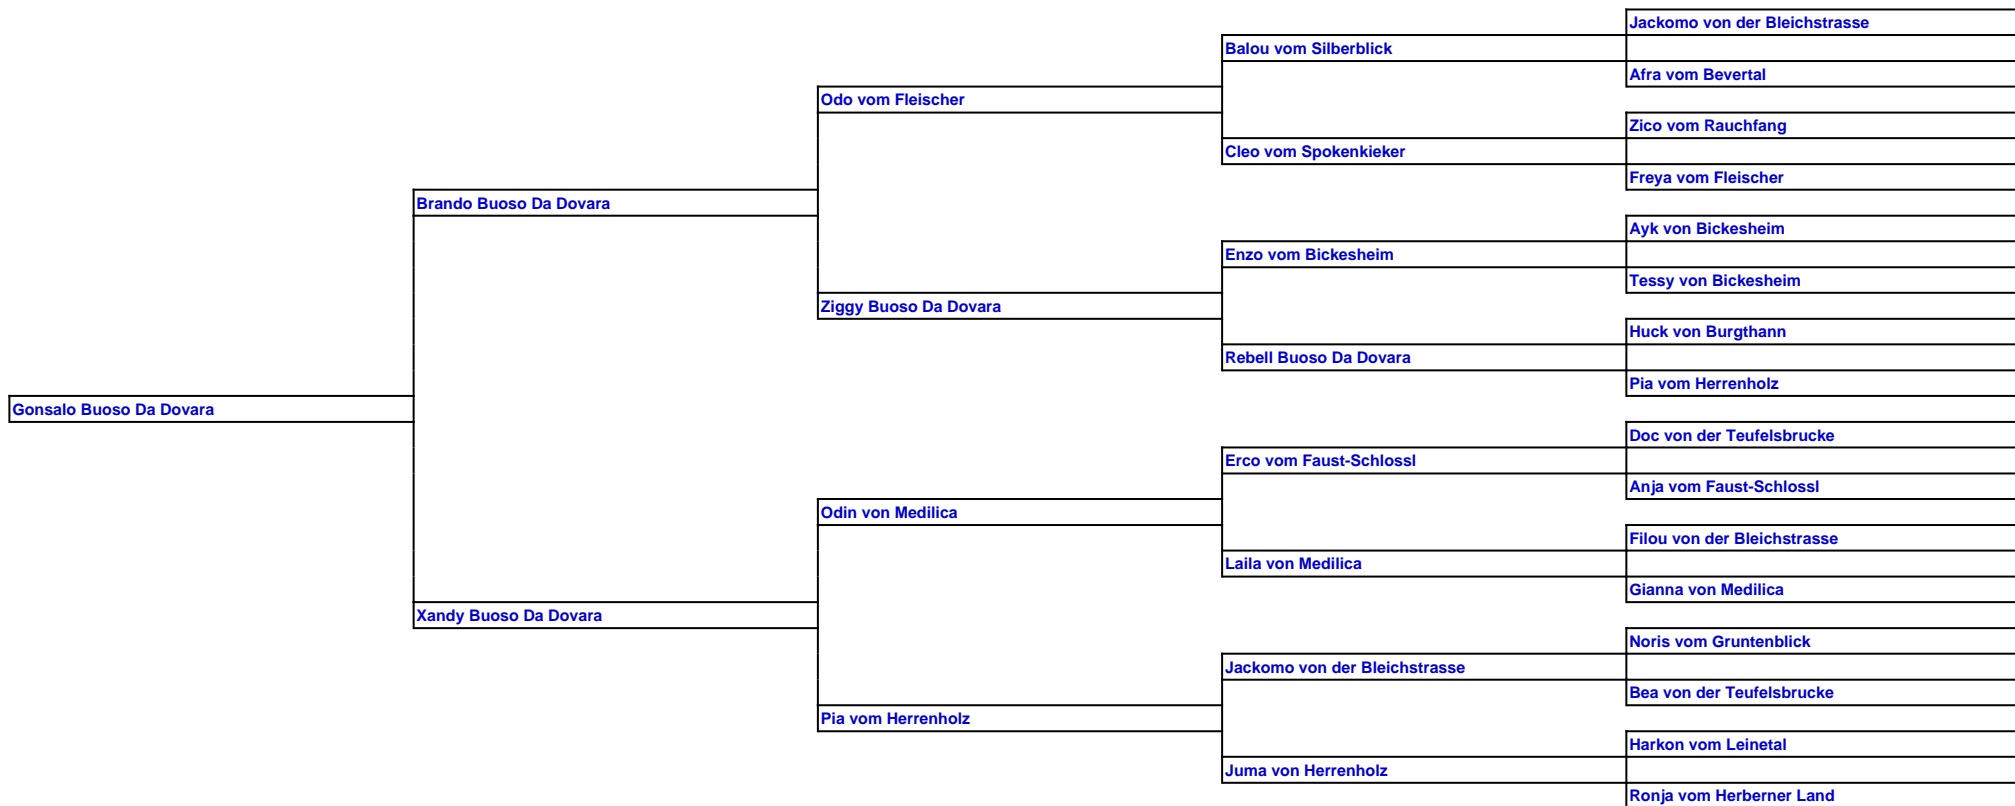 Jackomo von der Bleichstrasse
Balou vom Silberblick
Afra vom Bevertal
Odo vom Fleischer
Zico vom Rauchfang
Cleo vom Spokenkieker
Freya vom Fleischer
Brando Buoso Da Dovara
Ayk von Bickesheim
Enzo vom Bickesheim
Tessy von Bickesheim
Ziggy Buoso Da Dovara
Huck von Burgthann
Rebell Buoso Da Dovara
Pia vom Herrenholz
Gonsalo Buoso Da Dovara
Doc von der Teufelsbrucke
Erco vom Faust-Schlossl
Anja vom Faust-Schlossl
Odin von Medilica
Filou von der Bleichstrasse
Laila von Medilica
Gianna von Medilica
Xandy Buoso Da Dovara
Noris vom Gruntenblick
Jackomo von der Bleichstrasse
Bea von der Teufelsbrucke
Pia vom Herrenholz
Harkon vom Leinetal
Juma von Herrenholz
Ronja vom Herberner Land